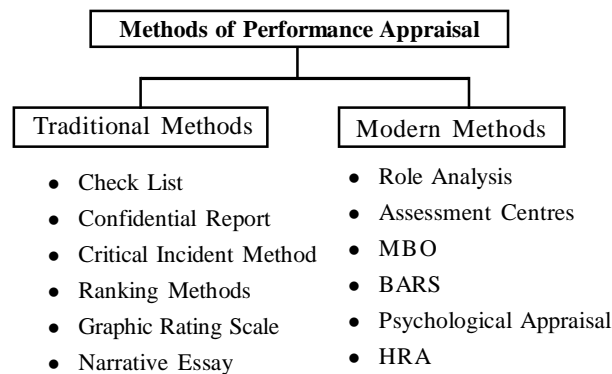 Methods of Performance Appraisal
Traditional Methods
● Check List
● Confidential Report
● Critical Incident Method
● Ranking Methods
● Graphic Rating Scale
● Narrative Essay
Modern Methods
● Role Analysis
● Assessment Centres
● MBO
● BARS
● Psychological Appraisal
● HRA